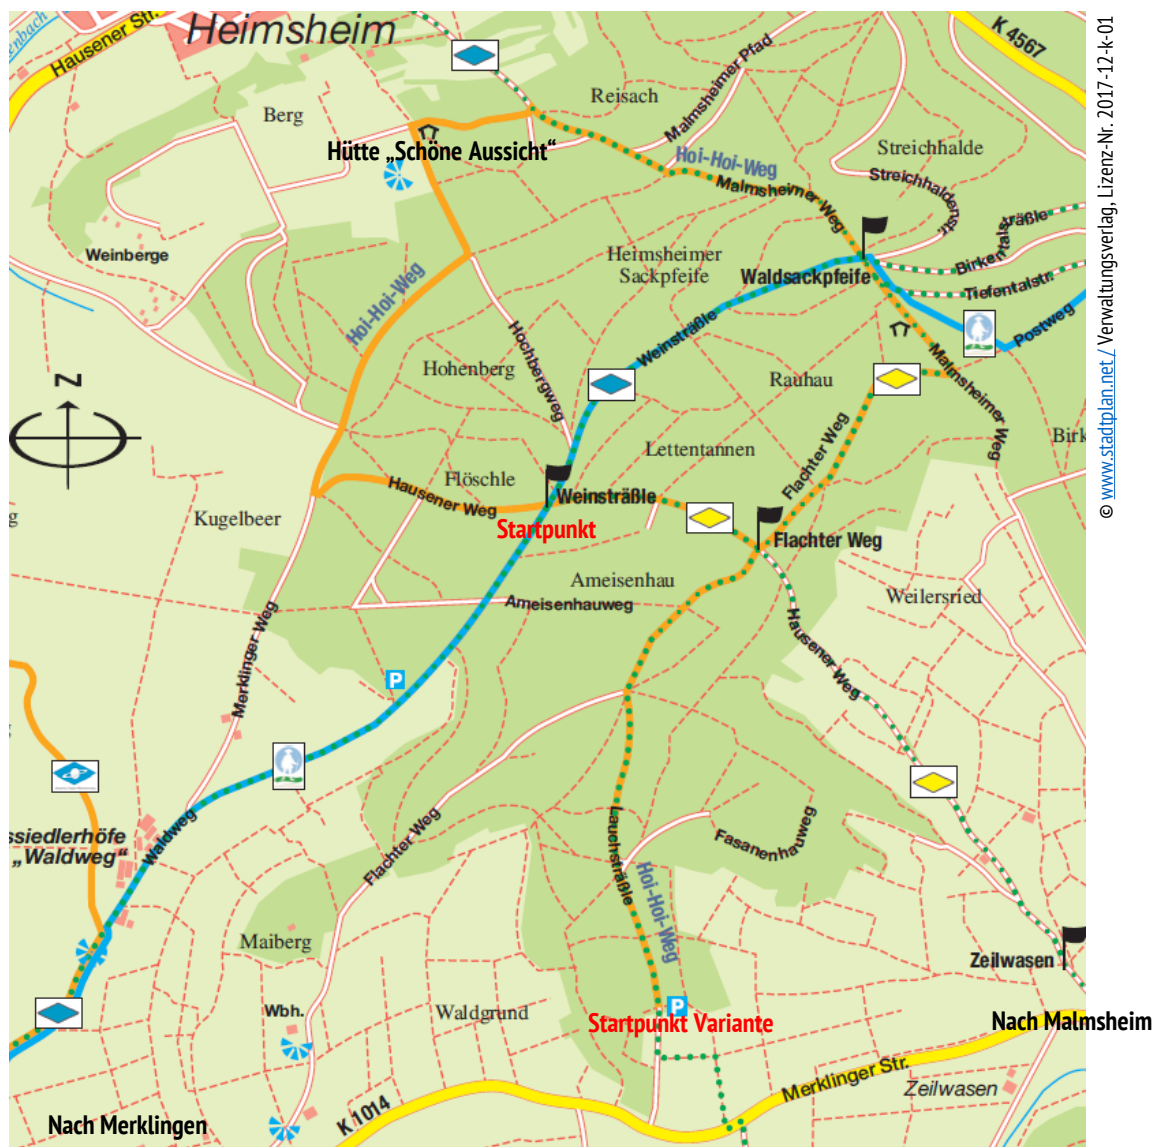 Heimsheim
Hausener Str.
enbach
K 4567
Berg
Reisach
Malmsheimer Pfad
Hütte „Schöne Aussicht“
Hoi-Hoi-Weg
Malmsheimer Weg
Streichhalde
Streichhaldenstr.
Weinberge
Heimsheimer
Sackpfeife
Waldsackpfeife
Birkentalsträßle
Tiefentalstr.
Postweg
Hoi-Hoi-Weg
Hochbergweg
Weinsträßle
Hohenberg
Rauhau
Malmsheimer Weg
Z
Lettentannen
Flachter Weg
Birk
Flöschle
Hausener Weg
Weinsträßle
Startpunkt
Flachter Weg
g
Kugelbeer
Ameisenhau
Ameisenhauweg
Weilersried
Merklinger Weg
Hausener Weg
P
ssiedlerhöfe
„Waldweg“
Waldweg
Flachter Weg
Lauchsträßle
Fasanenhauweg
Hoi-Hoi-Weg
Maiberg
Zeilwasen
Wbh.
Waldgrund
P
Startpunkt Variante
Nach Malmsheim
Merklinger Str.
Zeilwasen
K 1014
Nach Merklingen
© www.stadtplan.net / Verwaltungsverlag, Lizenz-Nr. 2017-12-k-01